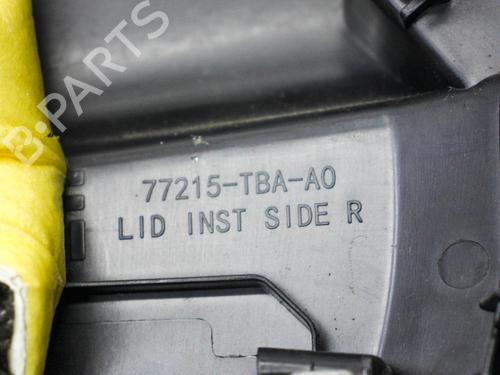 B-PARTS
77215-TBA-A0
LID INST SIDE R